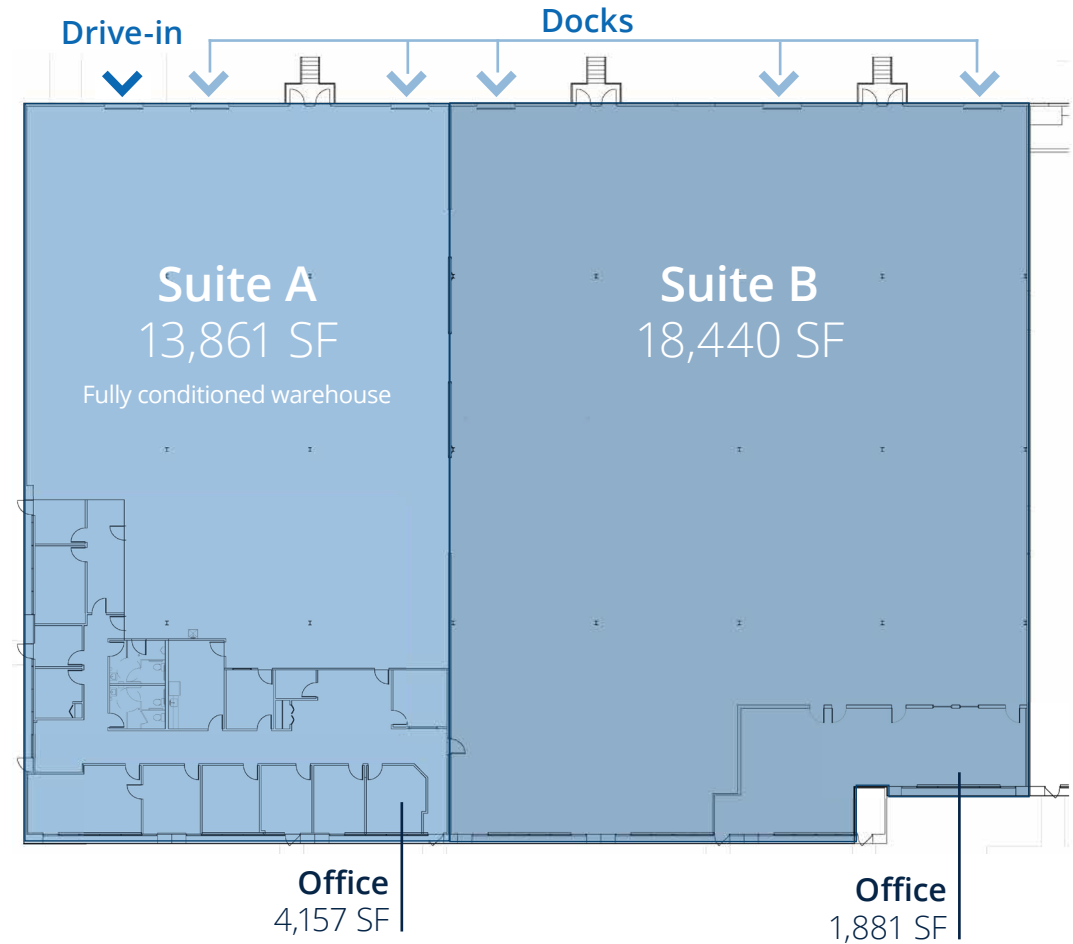 Drive-in
Docks
Suite A
13,861 SF
Fully conditioned warehouse
Suite B
18,440 SF
Office
4,157 SF
Office
1,881 SF